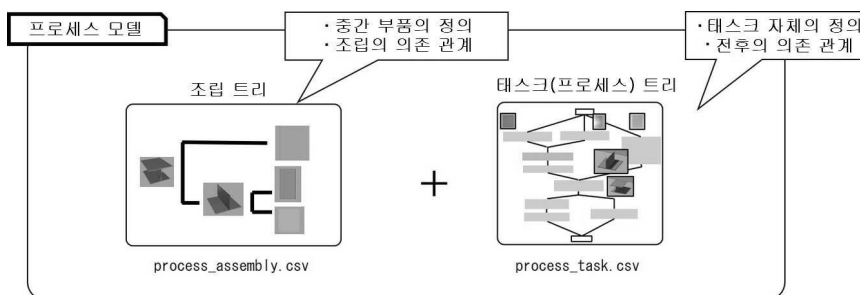 프로세스 모델
・중간 부품의 정의
・조립의 의존 관계
・태스크 자체의 정의
・전후의 의존 관계
조립 트리
태스크(프로세스) 트리
+
process_assembly.csv
process_task.csv